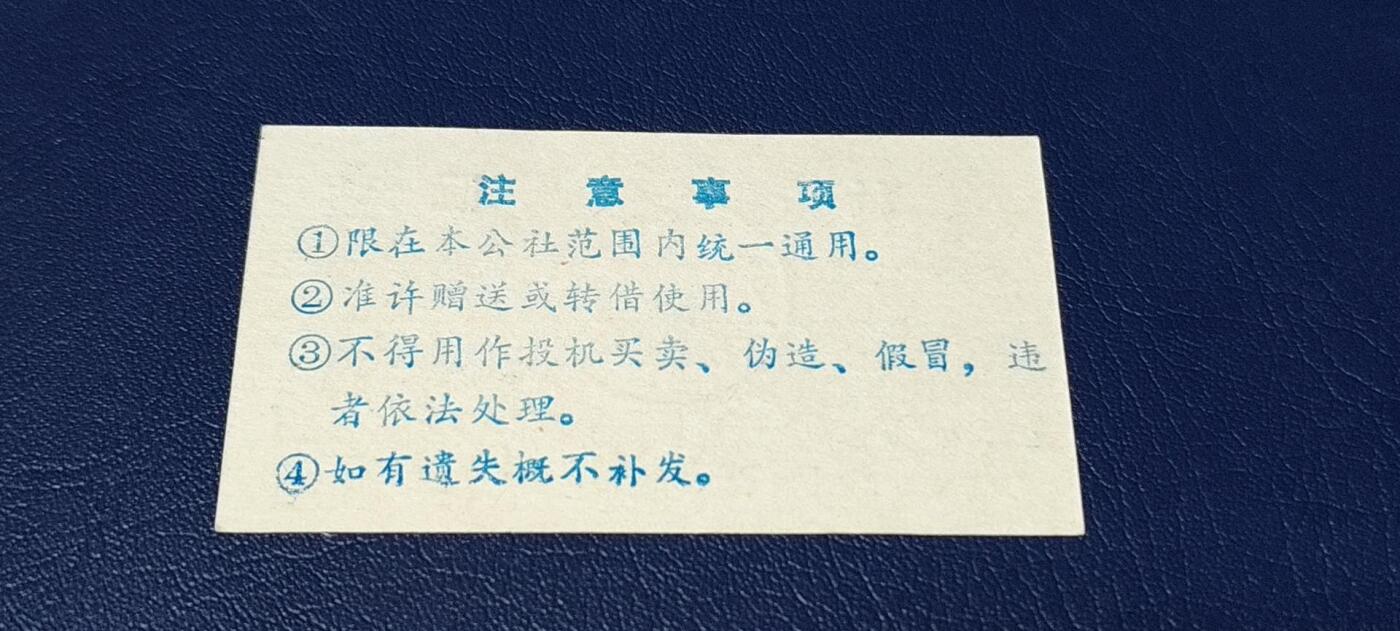 注意事项
①限在本公社范围内统一通用。
②准许赠送或转借使用。
③不得用作投机买卖、伪造、假冒，违
者依法处理。
④如有遗失概不补发。